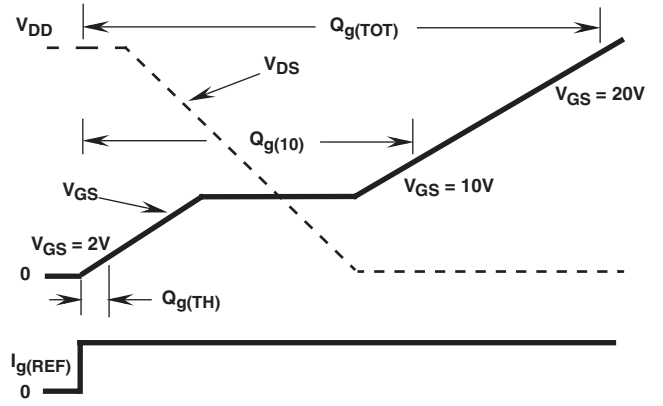 V_DD
Q_g(TOT)
V_DS
V_GS = 20V
Q_g(10)
V_GS
V_GS = 10V
V_GS = 2V
0
Q_g(TH)
I_g(REF)
0